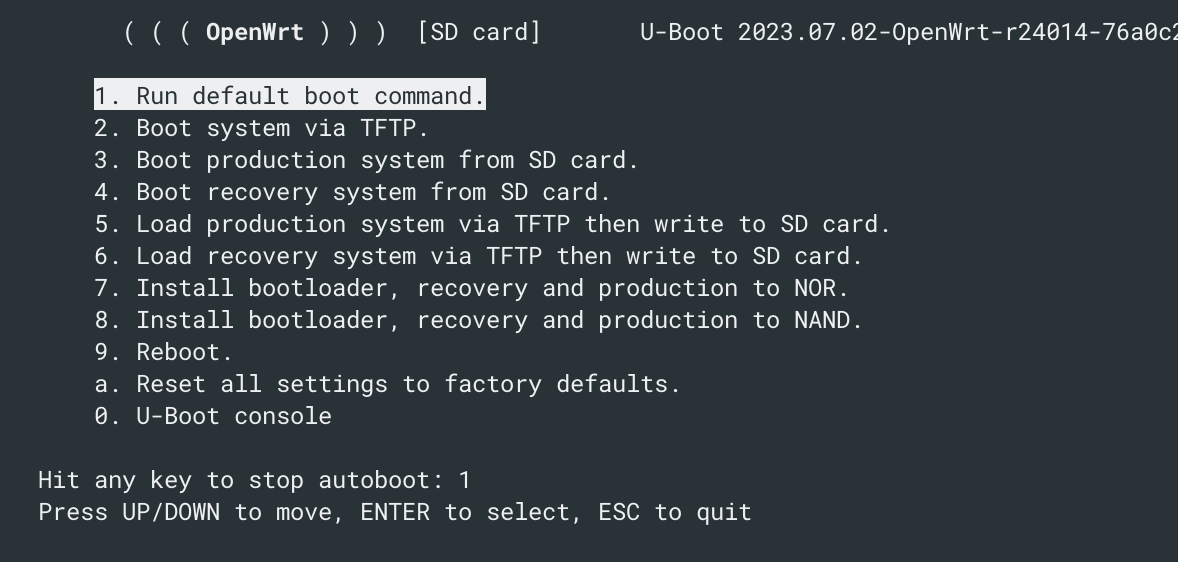 ( ( ( OpenWrt ) ) ) [SD card] U-Boot 2023.07.02-OpenWrt-r24014-76a0c2
1. Run default boot command.
2. Boot system via TFTP.
3. Boot production system from SD card.
4. Boot recovery system from SD card.
5. Load production system via TFTP then write to SD card.
6. Load recovery system via TFTP then write to SD card.
7. Install bootloader, recovery and production to NOR.
8. Install bootloader, recovery and production to NAND.
9. Reboot.
a. Reset all settings to factory defaults.
0. U-Boot console
Hit any key to stop autoboot: 1
Press UP/DOWN to move, ENTER to select, ESC to quit